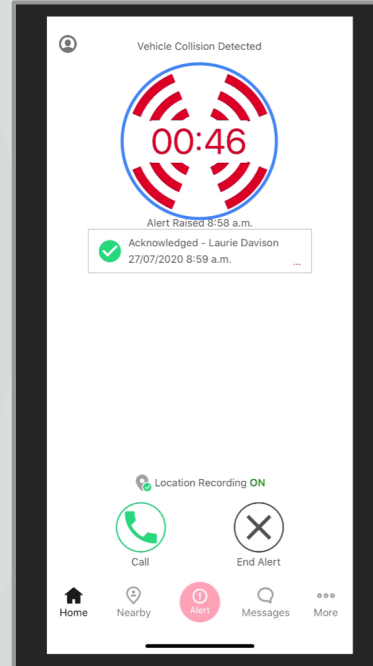 Vehicle Collision Detected
00:46
Alert Raised 8:58 a.m.
Acknowledged - Laurie Davison
27/07/2020 8:59 a.m.
...
Location Recording ON
Call End Alert
Home Nearby Alert Messages More